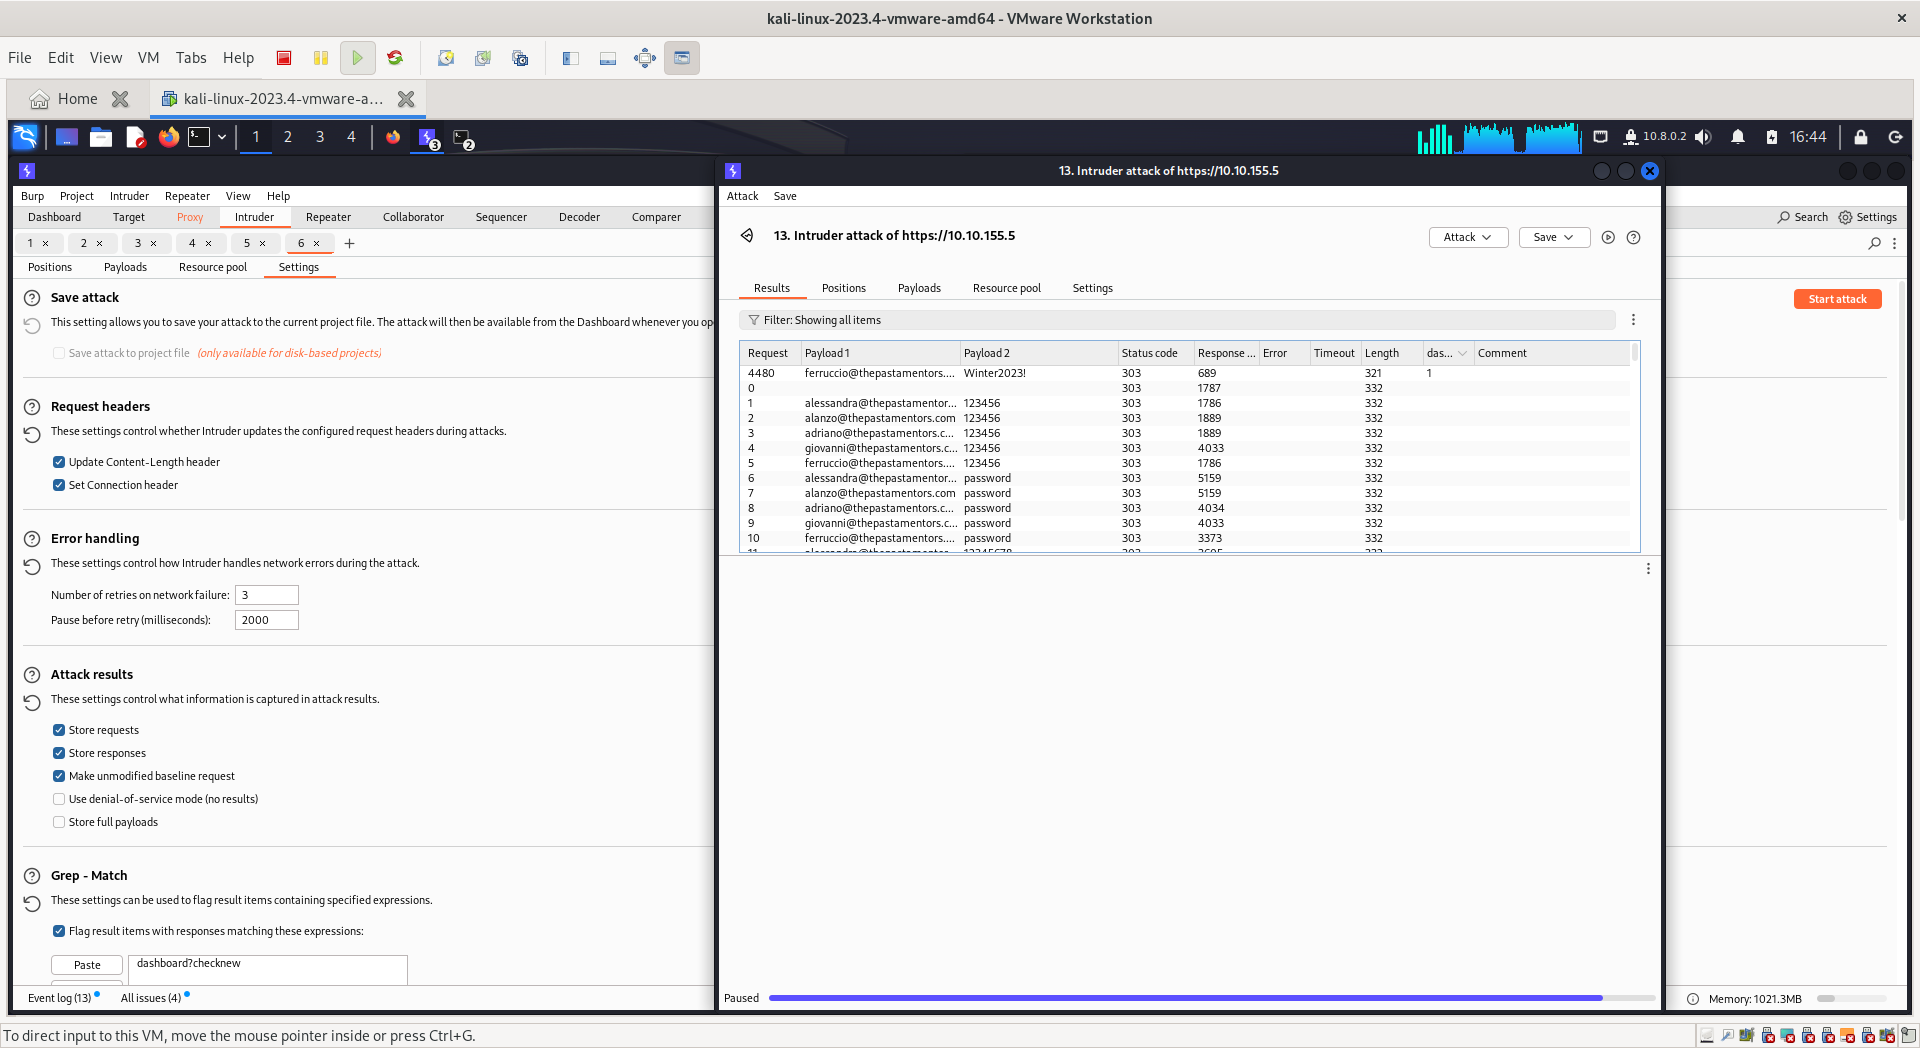 kali-linux-2023.4-vmware-amd64 - VMware Workstation
File Edit View VM Tabs Help
Home kali-linux-2023.4-vmware-a...
1 2 3 4 3 2 10.8.0.2 16:44
13. Intruder attack of https://10.10.155.5
Burp Project Intruder Repeater View Help
Attack Save
Dashboard Target Proxy Intruder Repeater Collaborator Sequencer Decoder Comparer
Search Settings
1 2 3 4 5 6
Positions Payloads Resource pool Settings
Save attack
This setting allows you to save your attack to the current project file. The attack will then be available from the Dashboard whenever you op
Save attack to project file (only available for disk-based projects)
Request headers
These settings control whether Intruder updates the configured request headers during attacks.
Update Content-Length header
Set Connection header
Error handling
These settings control how Intruder handles network errors during the attack.
Number of retries on network failure: 3
Pause before retry (milliseconds): 2000
Attack results
These settings control what information is captured in attack results.
Store requests
Store responses
Make unmodified baseline request
Use denial-of-service mode (no results)
Store full payloads
Grep - Match
These settings can be used to flag result items containing specified expressions.
Flag result items with responses matching these expressions:
Paste dashboard?checknew
Event log (13) All issues (4)
13. Intruder attack of https://10.10.155.5
Attack Save
Results Positions Payloads Resource pool Settings
Filter: Showing all items
Request Payload 1 Payload 2 Status code Response ... Error Timeout Length das... Comment
4480 ferruccio@thepastamentors.... Winter2023! 303 689 321 1
0 303 1787 332
1 alessandra@thepastamentor... 123456 303 1786 332
2 alanzo@thepastamentors.com 123456 303 1889 332
3 adriano@thepastamentors.c... 123456 303 1889 332
4 giovanni@thepastamentors.c... 123456 303 4033 332
5 ferruccio@thepastamentors.... 123456 303 1786 332
6 alessandra@thepastamentor... password 303 5159 332
7 alanzo@thepastamentors.com password 303 5159 332
8 adriano@thepastamentors.c... password 303 4034 332
9 giovanni@thepastamentors.c... password 303 4033 332
10 ferruccio@thepastamentors.... password 303 3373 332
Paused
Start attack
Memory: 1021.3MB
To direct input to this VM, move the mouse pointer inside or press Ctrl+G.